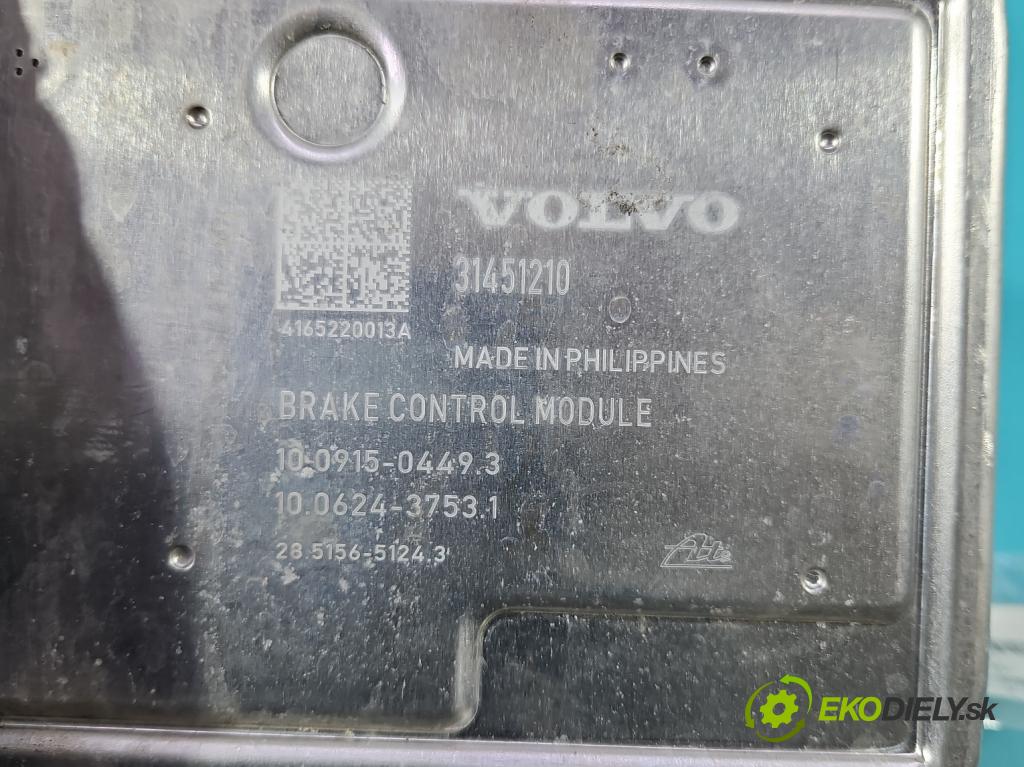 VOLVO
31451210
4165220013A
MADE IN PHILIPPINES
BRAKE CONTROL MODULE
10.0915-0449.3
10.0624-3753.1
28.5156-5124.3
Ate
EKODIELY.sk